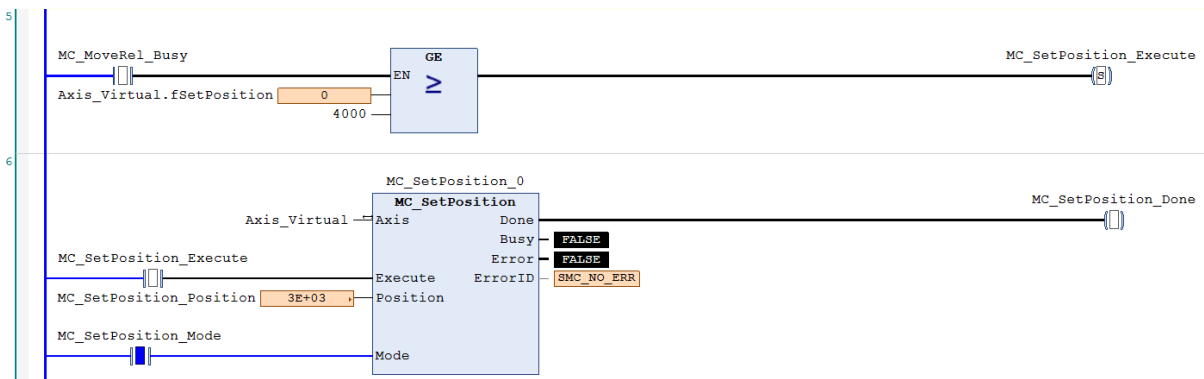 5
MC_MoveRel_Busy
GE
MC_SetPosition_Execute
EN
≥
S
Axis_Virtual.fSetPosition 0
4000
6
MC_SetPosition_0
MC_SetPosition
MC_SetPosition_Done
Axis_Virtual Axis Done
Busy FALSE
Error FALSE
MC_SetPosition_Execute
Execute ErrorID SMC_NO_ERR
MC_SetPosition_Position 3E+03 Position
MC_SetPosition_Mode
Mode